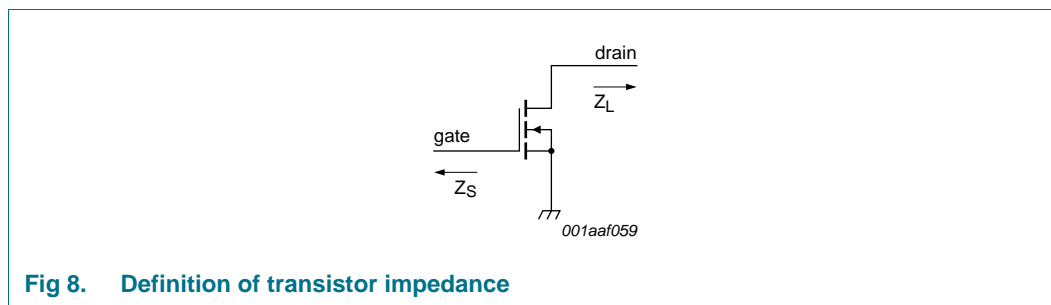 drain
Z_L
gate
Z_S
001aaf059
Fig 8. Definition of transistor impedance